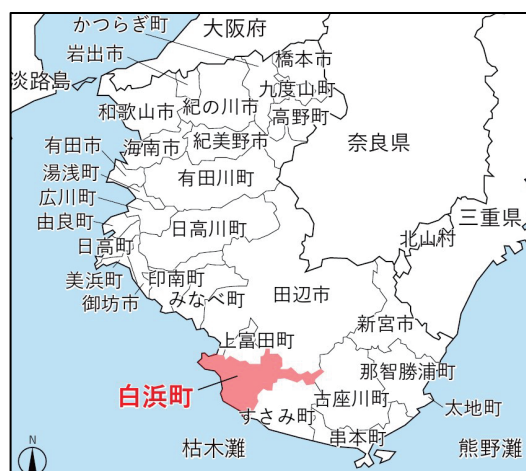 かつらぎ町
大阪府
岩出市
橋本市
淡路島
九度山町
和歌山市
紀の川市
高野町
有田市
海南市
紀美野市
奈良県
湯浅町
有田川町
広川町
由良町
日高川町
三重県
日高町
北山村
美浜町
印南町
御坊市
みなべ町
田辺市
新宮市
上富田町
那智勝浦町
白浜町
古座川町
太地町
すさみ町
串本町
N
枯木灘
熊野灘